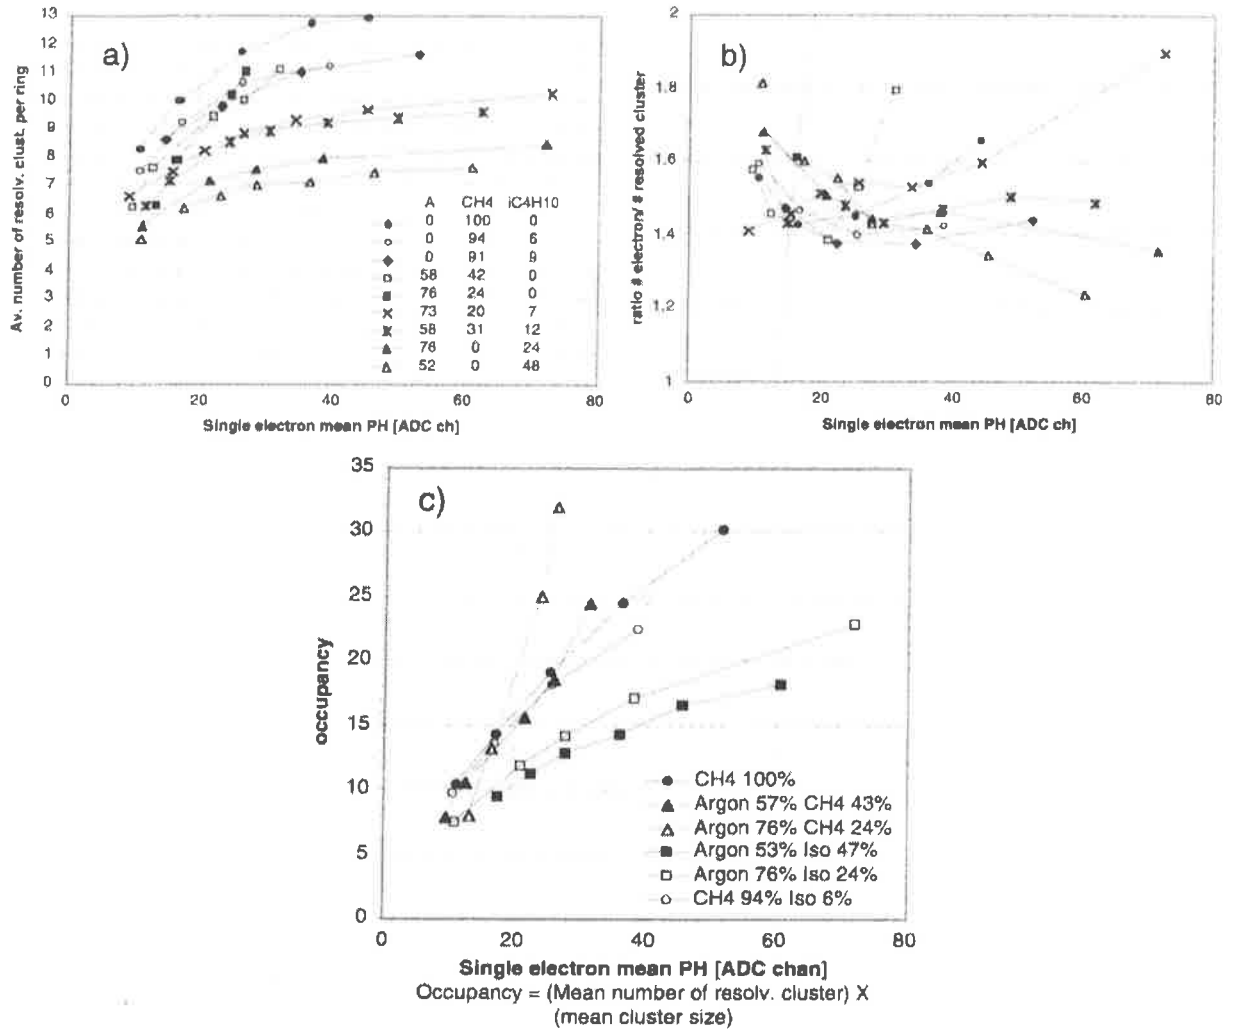 a)
13
12
11
10
9
8
7
6
5
4
3
2
1
0
0 20 40 60 80
Av. number of resolv. clust. per ring
Single electron mean PH [ADC ch]
A CH4 iC4H10
0 100 0
0 94 6
0 91 9
58 42 0
76 24 0
73 20 7
58 31 12
76 0 24
52 0 48
b)
2
1,8
1,6
1,4
1,2
1
0 20 40 60 80
ratio # electron/ # resolved cluster
Single electron mean PH [ADC ch]
c)
35
30
25
20
15
10
5
0
0 20 40 60 80
occupancy
CH4 100%
Argon 57% CH4 43%
Argon 76% CH4 24%
Argon 53% Iso 47%
Argon 76% Iso 24%
CH4 94% Iso 6%
Single electron mean PH [ADC chan]
Occupancy = (Mean number of resolv. cluster) X
(mean cluster size)